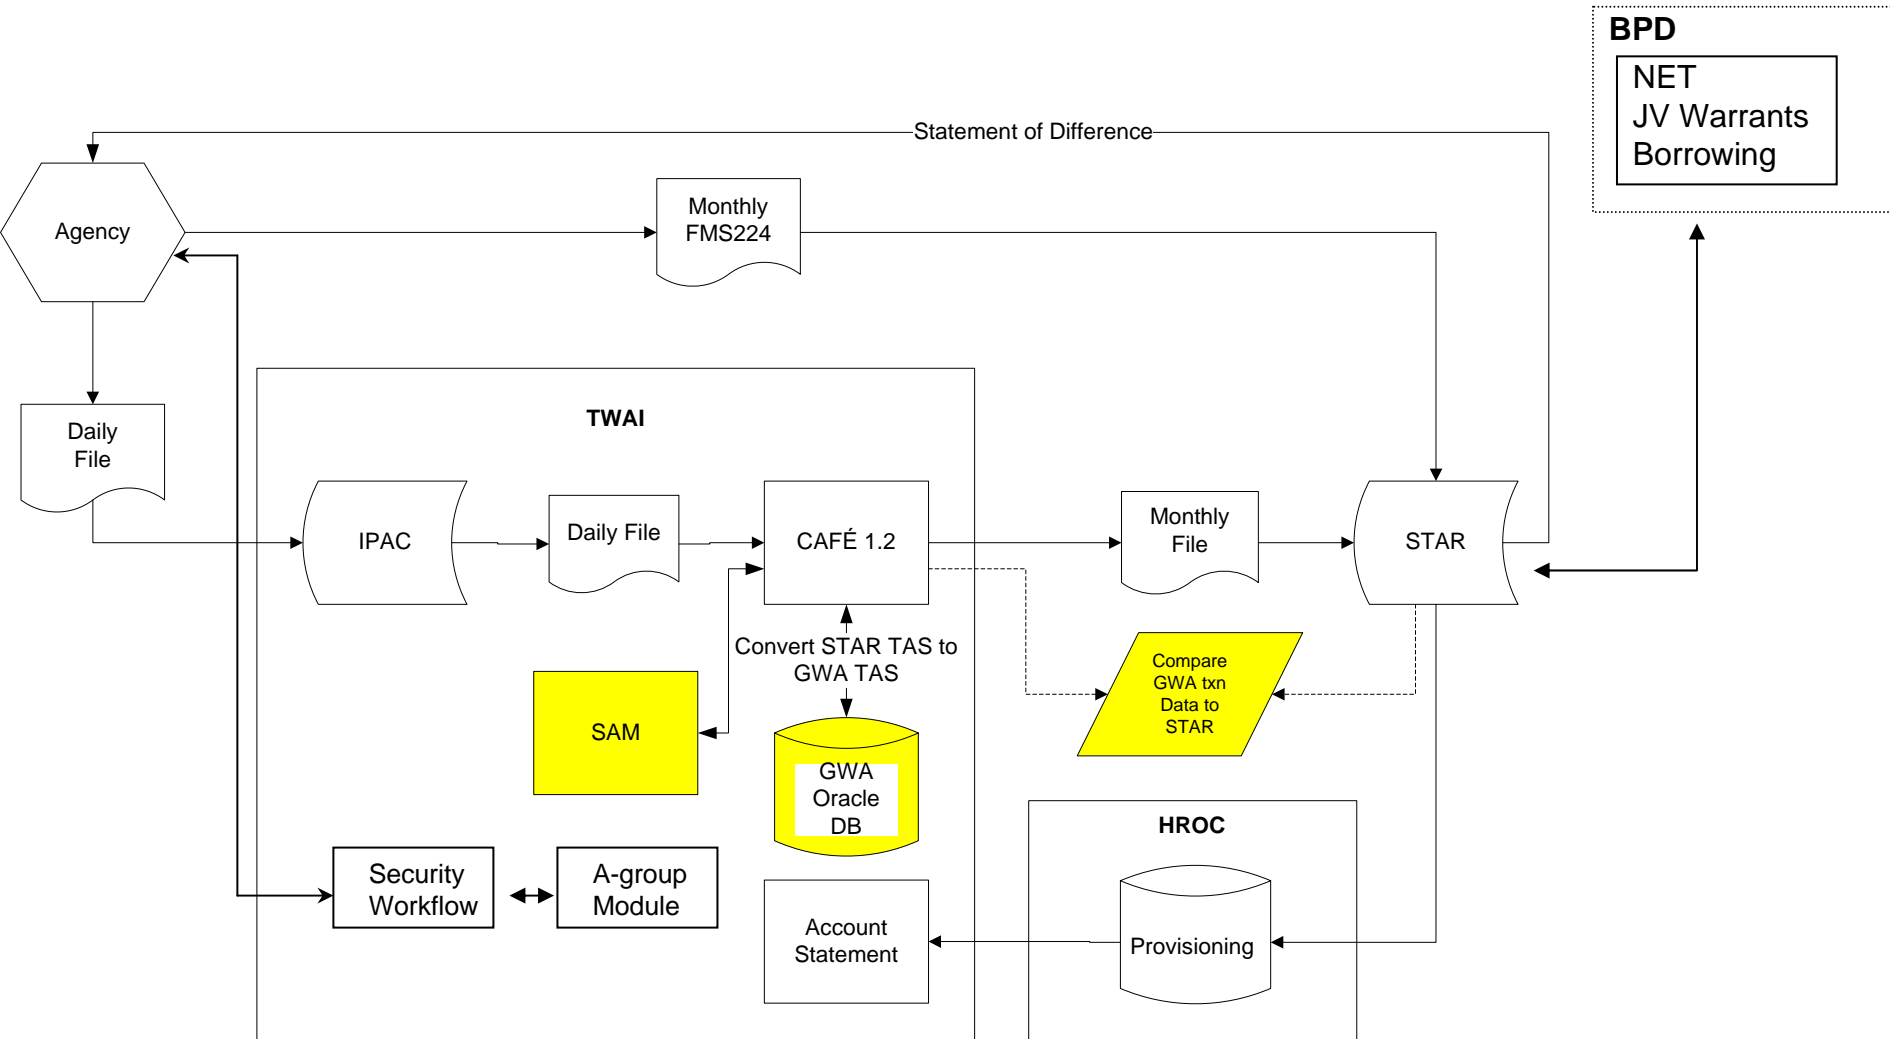 BPD
NET
JV Warrants
Borrowing
Statement of Difference
Agency
Monthly
FMS224
Daily
File
TWAI
IPAC
Daily File
CAFÉ 1.2
Monthly
File
STAR
Convert STAR TAS to
GWA TAS
SAM
Compare
GWA txn
Data to
STAR
GWA
Oracle
DB
HROC
Security
Workflow
A-group
Module
Account
Statement
Provisioning